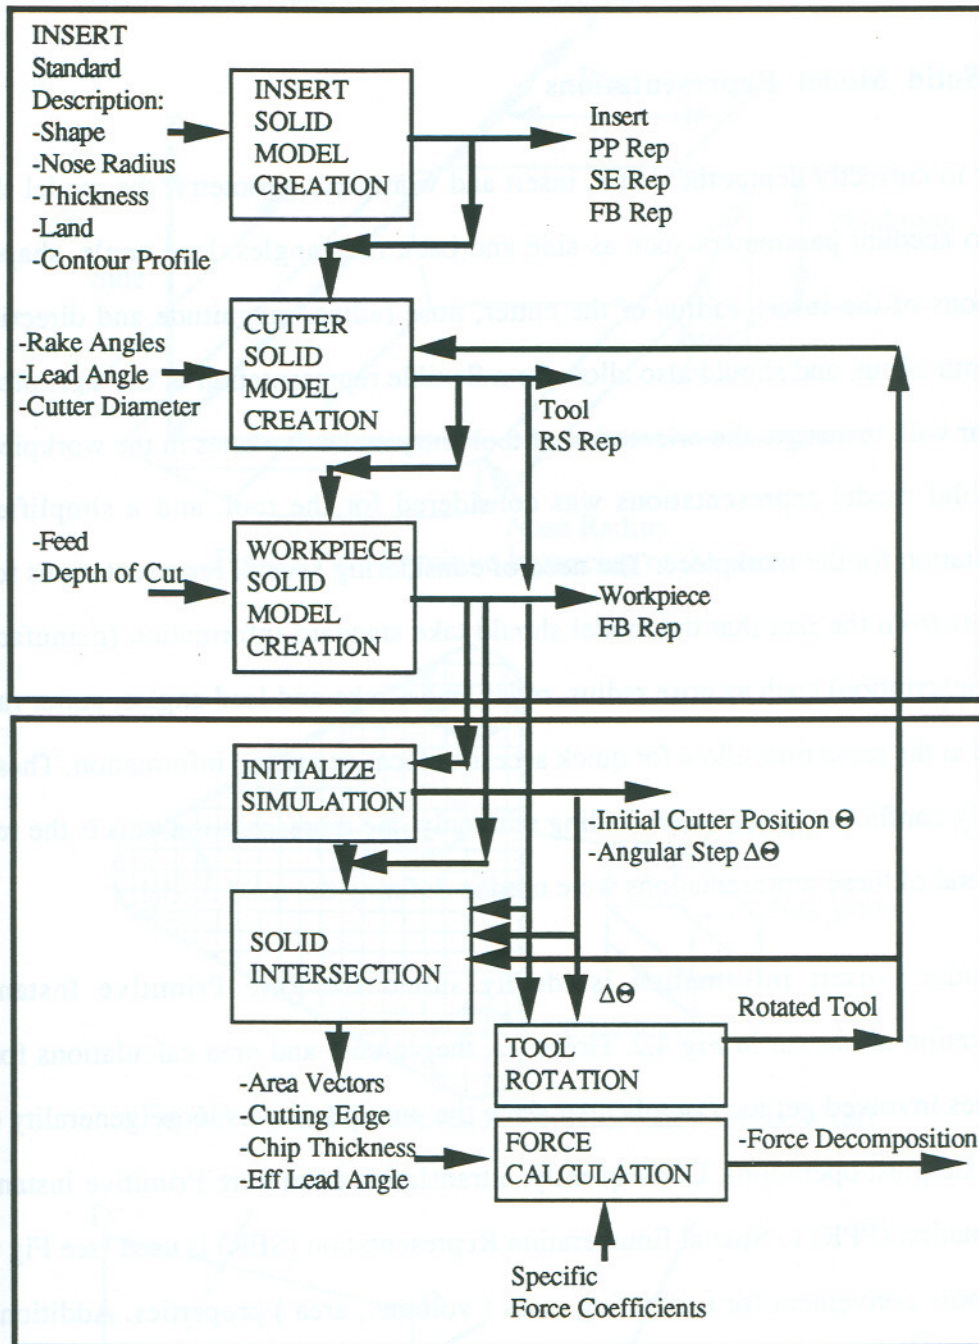 INSERT
Standard
Description:
-Shape
-Nose Radius
-Thickness
-Land
-Contour Profile
INSERT
SOLID
MODEL
CREATION
Insert
PP Rep
SE Rep
FB Rep
-Rake Angles
-Lead Angle
-Cutter Diameter
CUTTER
SOLID
MODEL
CREATION
Tool
RS Rep
-Feed
-Depth of Cut
WORKPIECE
SOLID
MODEL
CREATION
Workpiece
FB Rep
INITIALIZE
SIMULATION
-Initial Cutter Position Θ
-Angular Step ΔΘ
SOLID
INTERSECTION
ΔΘ
Rotated Tool
TOOL
ROTATION
-Area Vectors
-Cutting Edge
-Chip Thickness
-Eff Lead Angle
FORCE
CALCULATION
-Force Decomposition
Specific
Force Coefficients